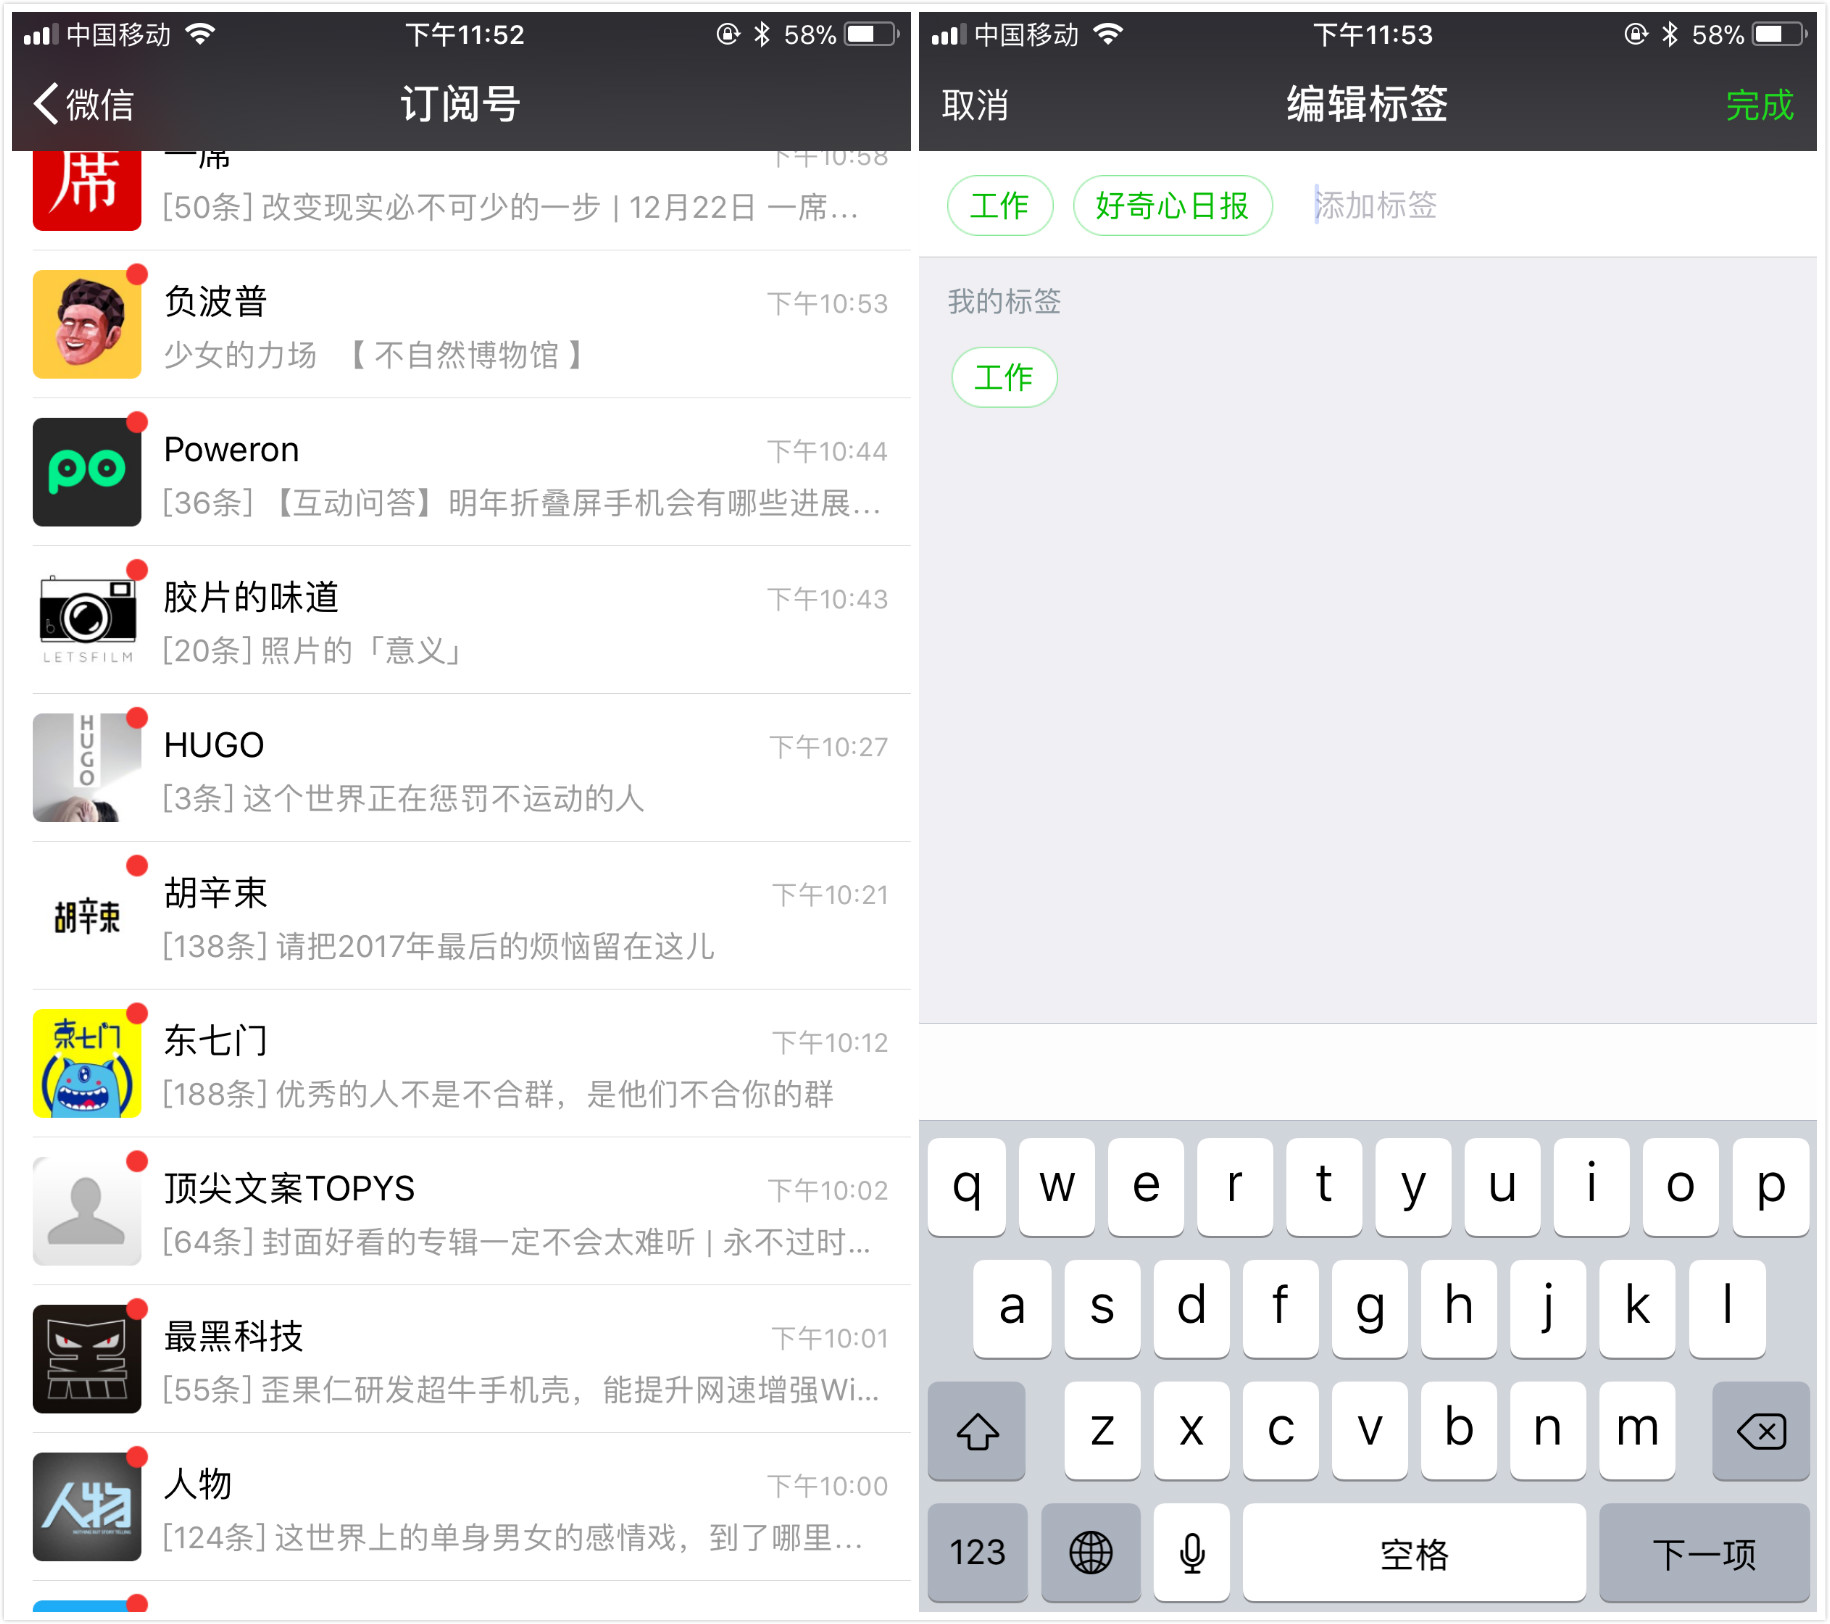 中国移动 下午11:52 58%
微信 订阅号
席
一席 下午10:58
[50条] 改变现实必不可少的一步 | 12月22日 一席...
负波普 下午10:53
少女的力场 【 不自然博物馆 】
po
Poweron 下午10:44
[36条] 【互动问答】明年折叠屏手机会有哪些进展...
LETSFILM
胶片的味道 下午10:43
[20条] 照片的「意义」
HUGO
HUGO 下午10:27
[3条] 这个世界正在惩罚不运动的人
胡辛束
胡辛束 下午10:21
[138条] 请把2017年最后的烦恼留在这儿
东七门
东七门 下午10:12
[188条] 优秀的人不是不合群，是他们不合你的群
顶尖文案TOPYS 下午10:02
[64条] 封面好看的专辑一定不会太难听 | 永不过时...
黑
最黑科技 下午10:01
[55条] 歪果仁研发超牛手机壳，能提升网速增强Wi...
人物
人物 下午10:00
[124条] 这世界上的单身男女的感情戏，到了哪里...
中国移动 下午11:53 58%
取消 编辑标签 完成
工作 好奇心日报 添加标签
我的标签
工作
q w e r t y u i o p
a s d f g h j k l
z x c v b n m
123 空格 下一项